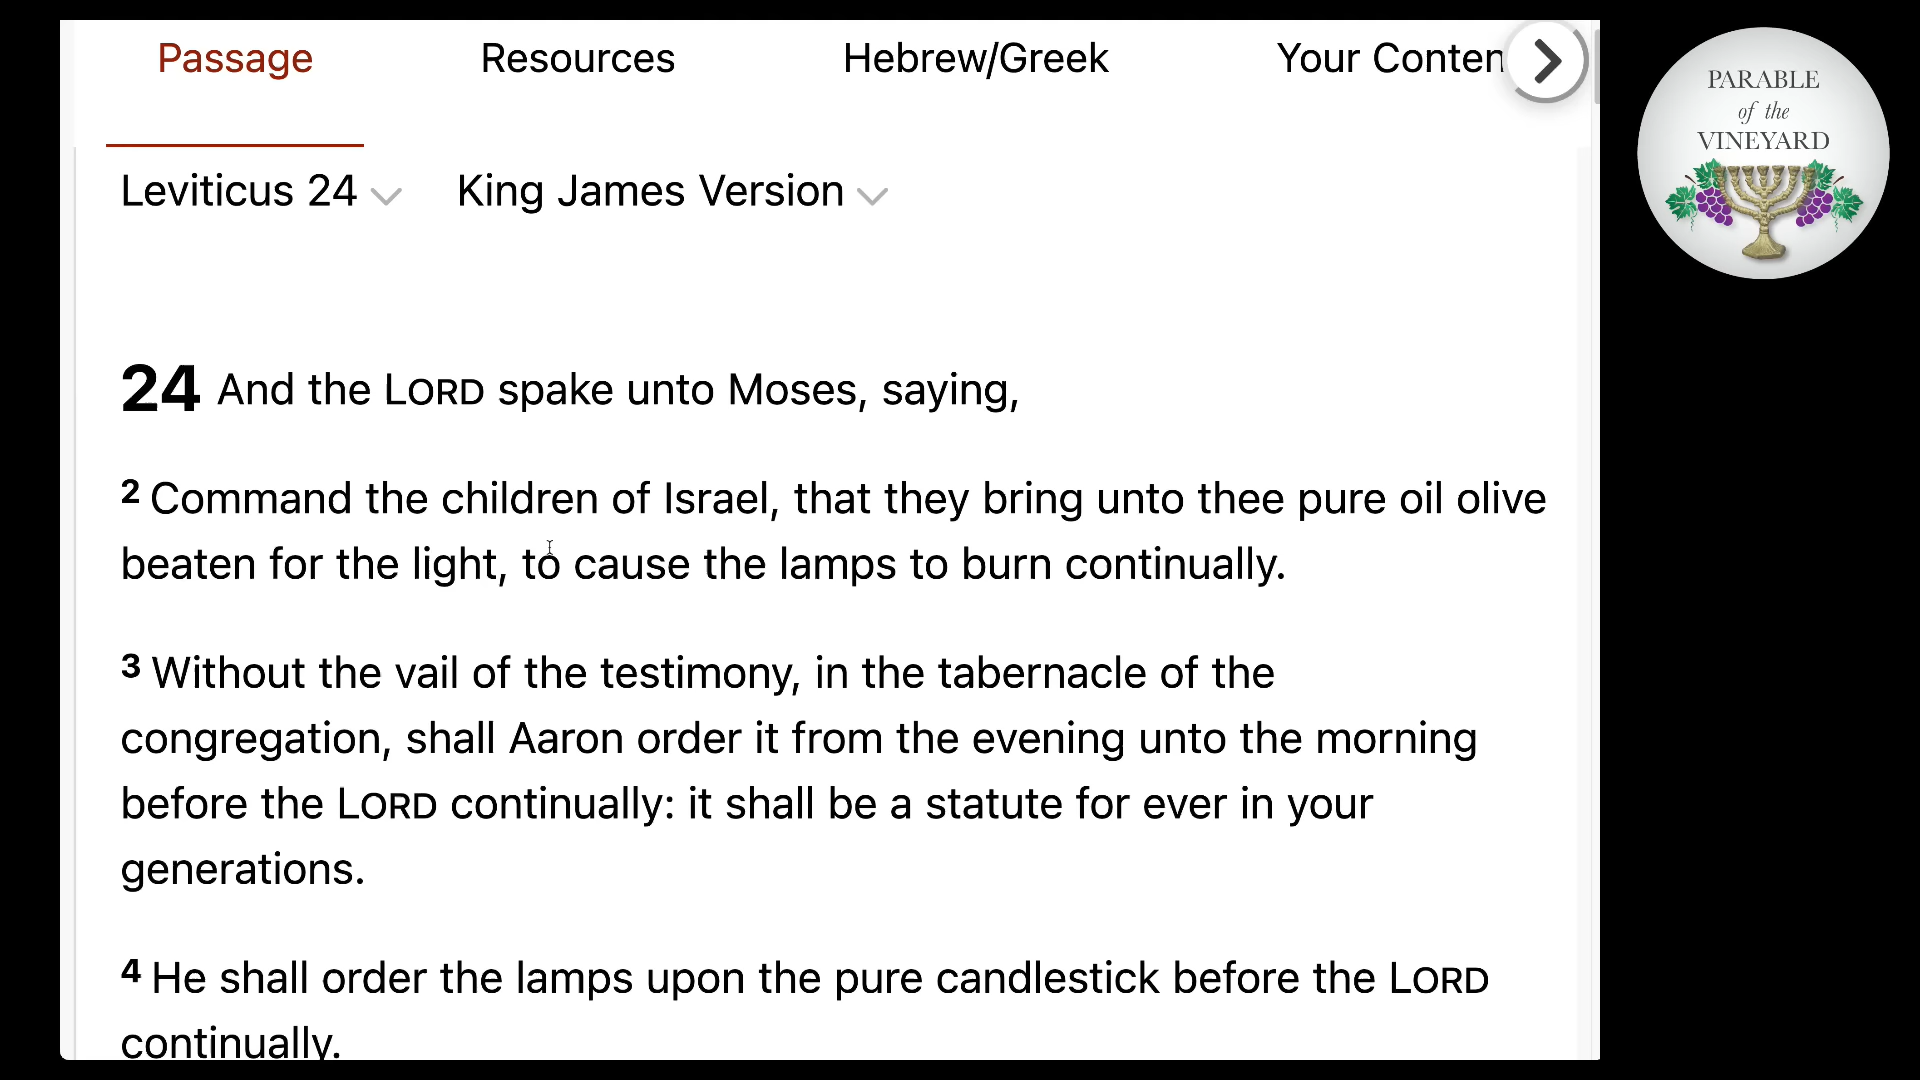 Passage
Resources
Hebrew/Greek
Your Conten
PARABLE
of the
VINEYARD
Leviticus 24
King James Version
24 And the LORD spake unto Moses, saying,
2 Command the children of Israel, that they bring unto thee pure oil olive
beaten for the light, to cause the lamps to burn continually.
3 Without the vail of the testimony, in the tabernacle of the
congregation, shall Aaron order it from the evening unto the morning
before the LORD continually: it shall be a statute for ever in your
generations.
4 He shall order the lamps upon the pure candlestick before the LORD
continually.